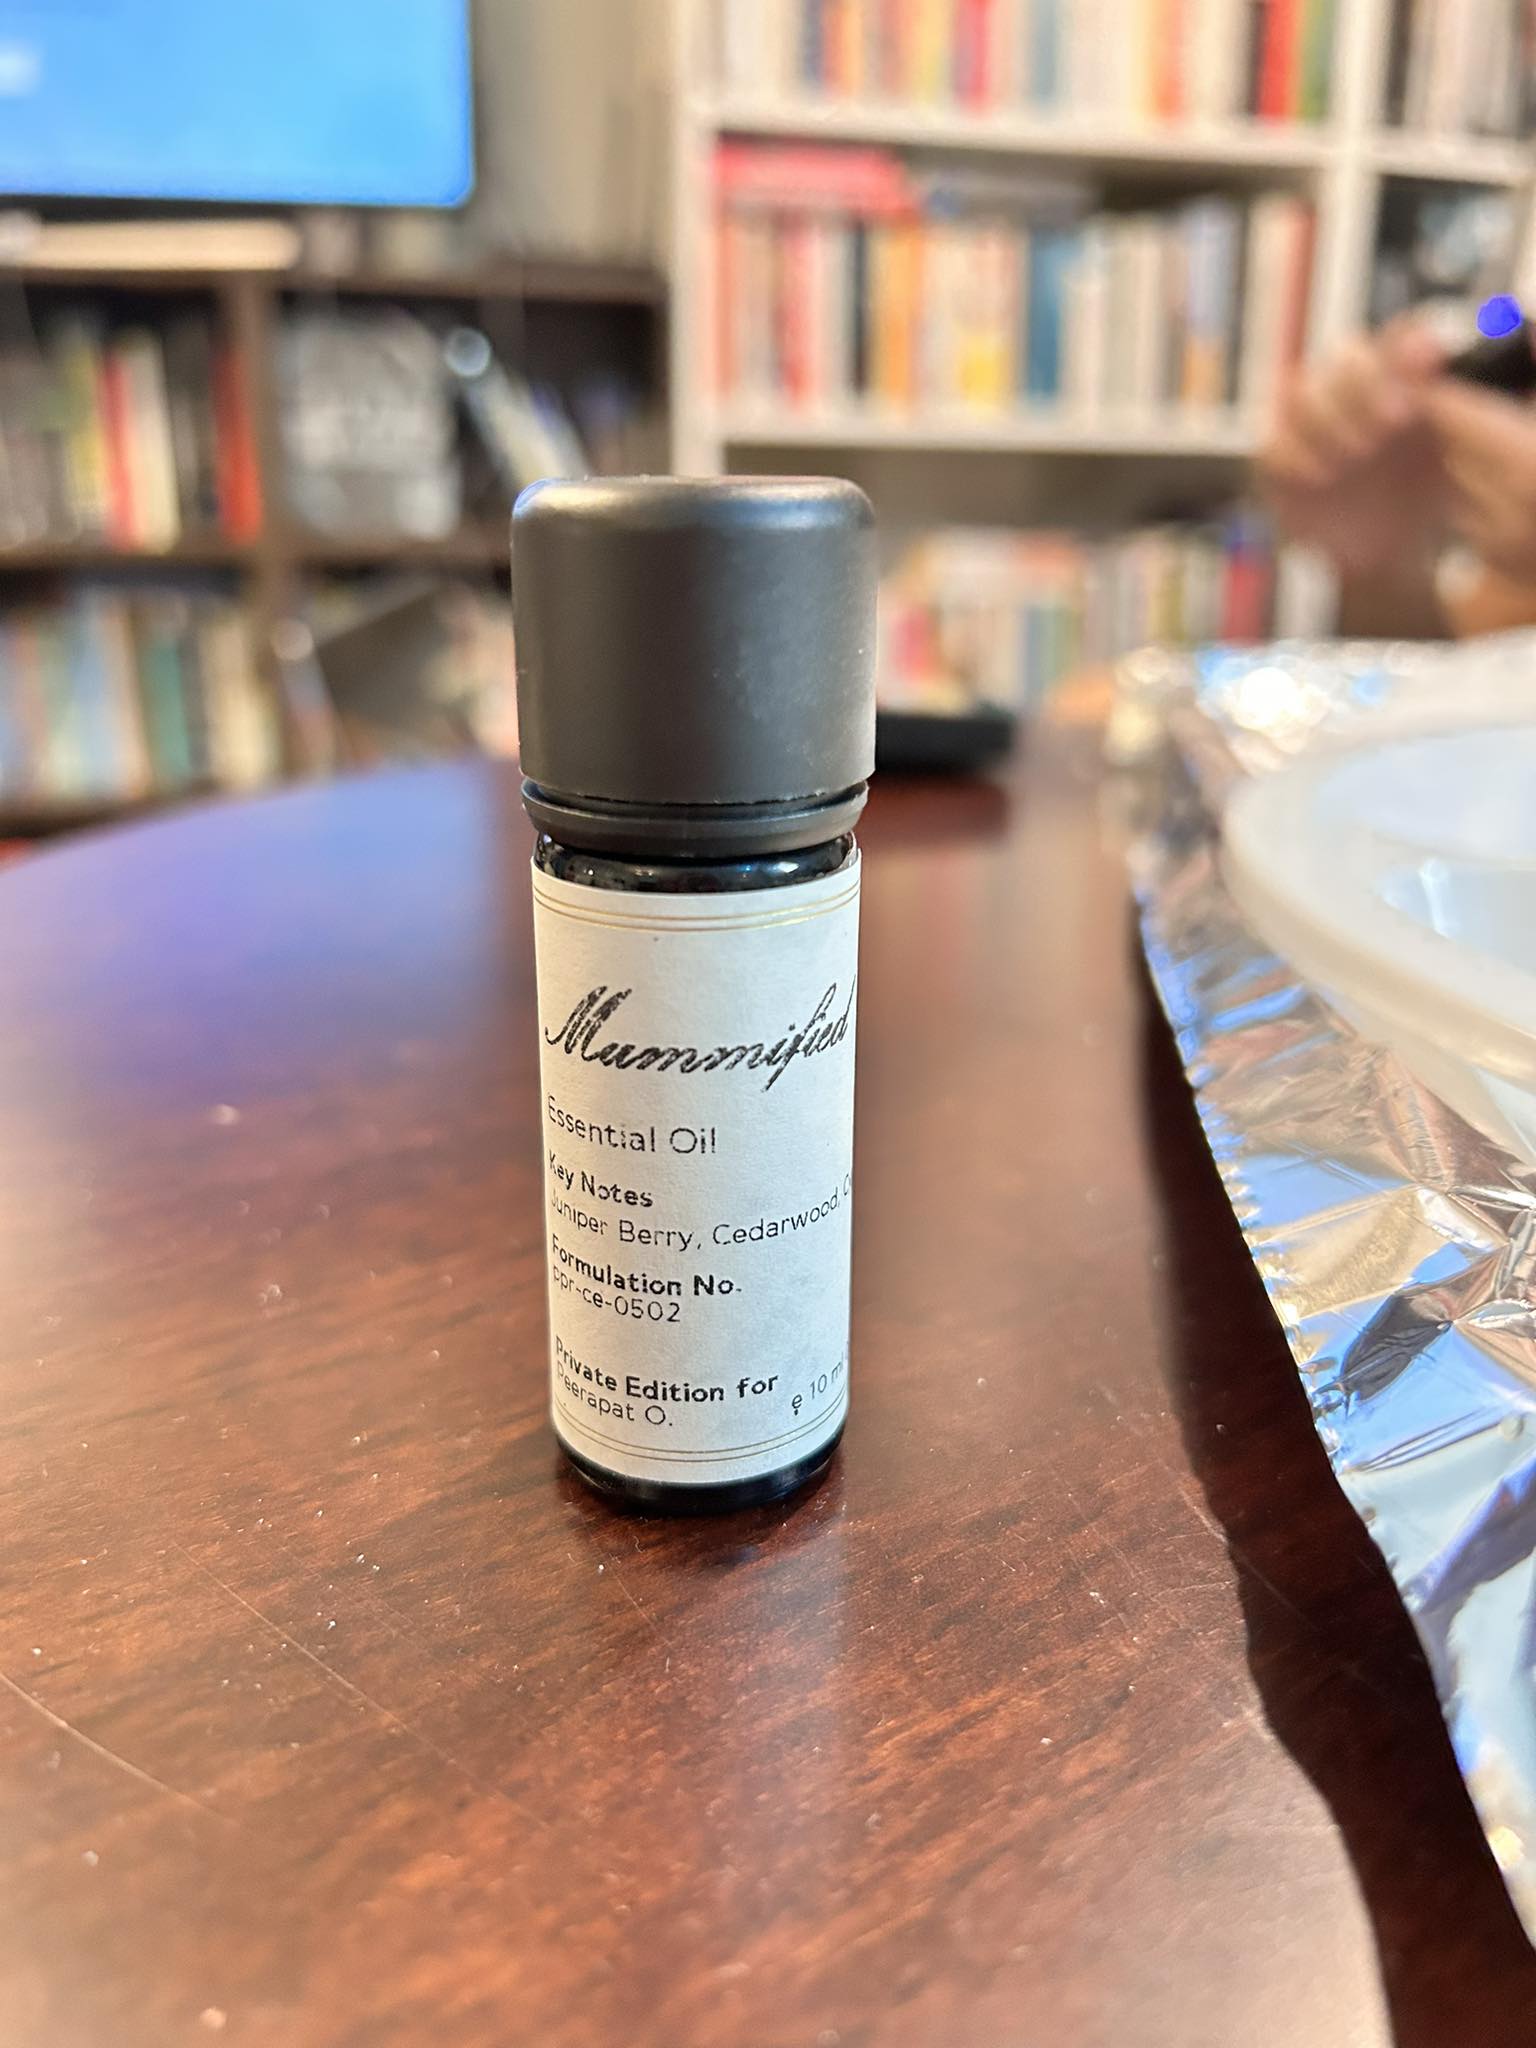 Mummified
Essential Oil
Key Notes
Juniper Berry, Cedarwood,
Formulation No.
ppr-ce-0502
Private Edition for
Peerapat O.
℮ 10 ml